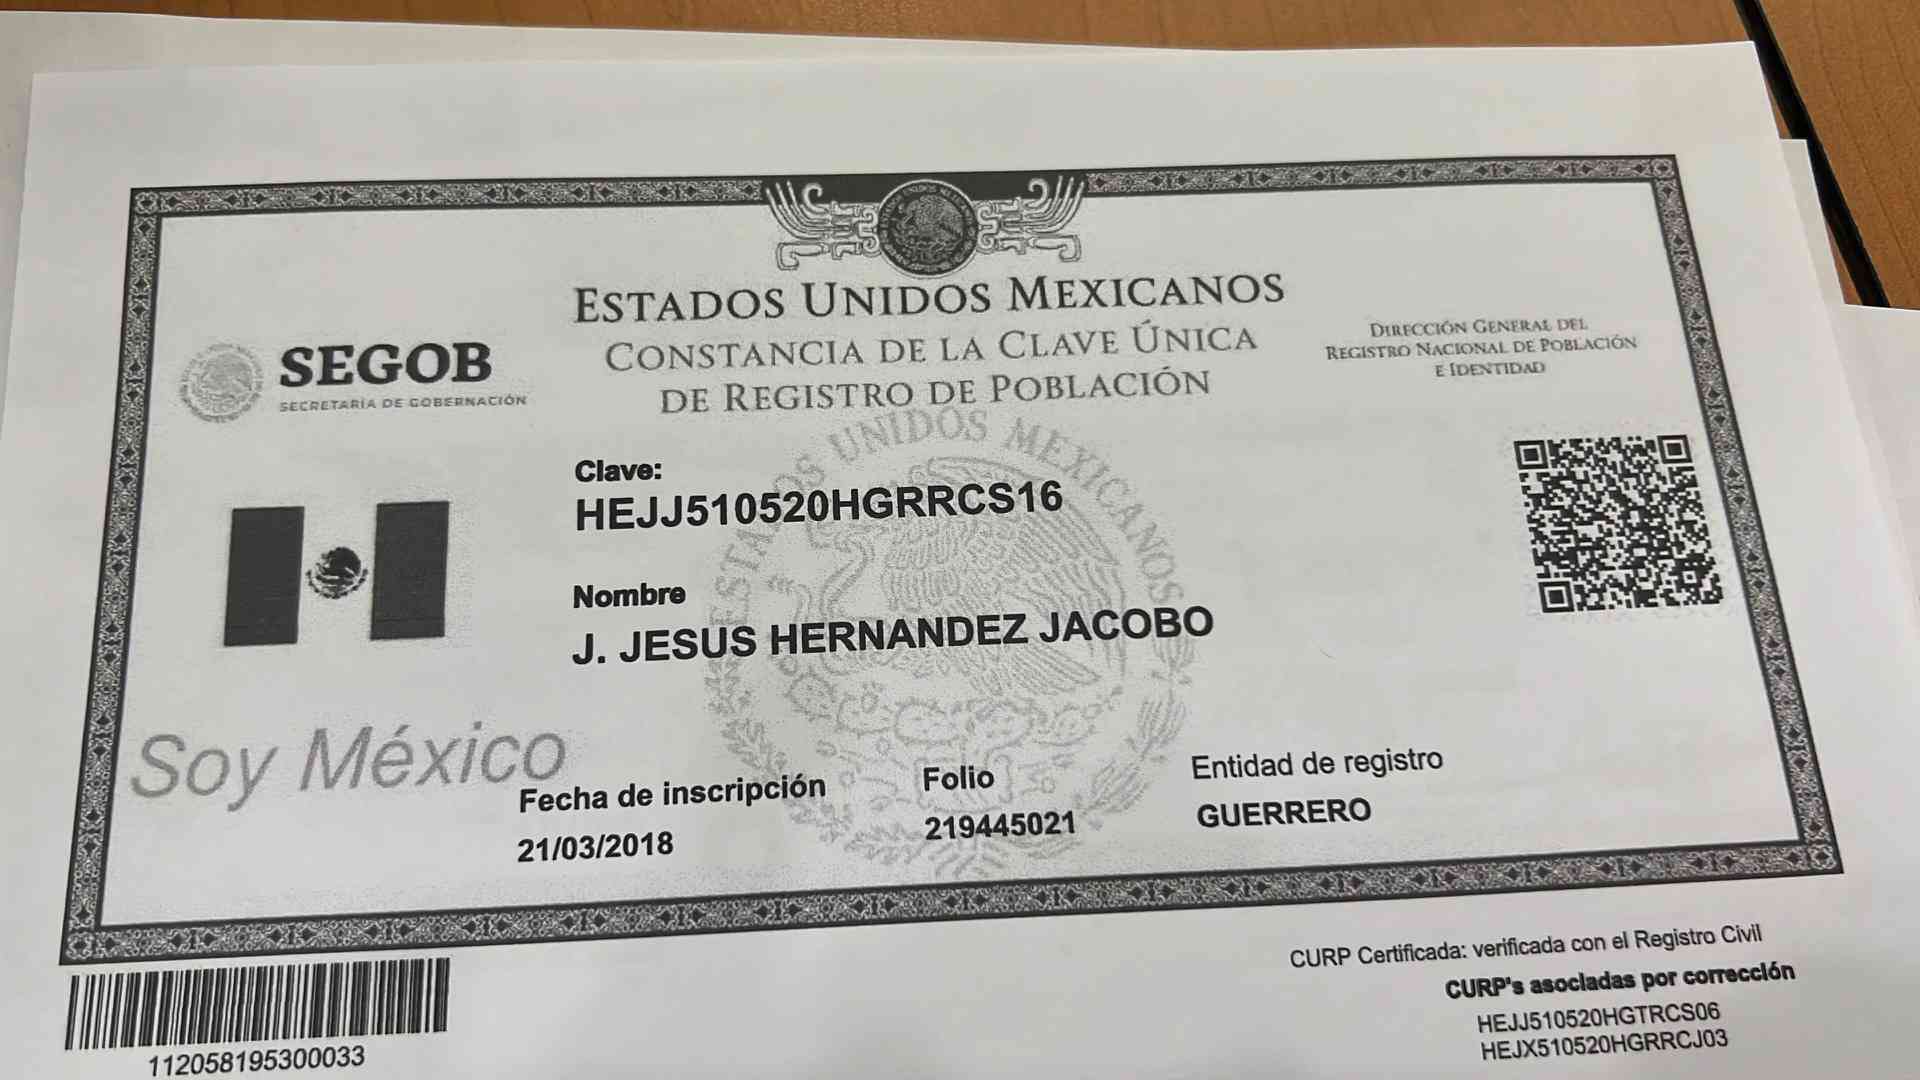 ESTADOS UNIDOS MEXICANOS
CONSTANCIA DE LA CLAVE ÚNICA
DE REGISTRO DE POBLACIÓN
SEGOB
SECRETARÍA DE GOBERNACIÓN
DIRECCIÓN GENERAL DEL
REGISTRO NACIONAL DE POBLACIÓN
E IDENTIDAD
ESTADOS UNIDOS MEXICANOS
Clave:
HEJJ510520HGRRCS16
Nombre
J. JESUS HERNANDEZ JACOBO
Soy México
Fecha de inscripción
21/03/2018
Folio
219445021
Entidad de registro
GUERRERO
112058195300033
CURP Certificada: verificada con el Registro Civil
CURP's asociadas por corrección
HEJJ510520HGTRCS06
HEJX510520HGRRCJ03